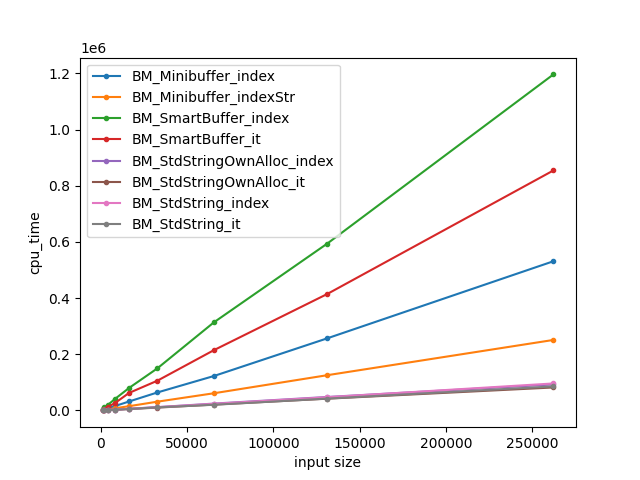 1e6
1.2
1.0
0.8
0.6
0.4
0.2
0.0
cpu_time
BM_Minibuffer_index
BM_Minibuffer_indexStr
BM_SmartBuffer_index
BM_SmartBuffer_it
BM_StdStringOwnAlloc_index
BM_StdStringOwnAlloc_it
BM_StdString_index
BM_StdString_it
0 50000 100000 150000 200000 250000
input size